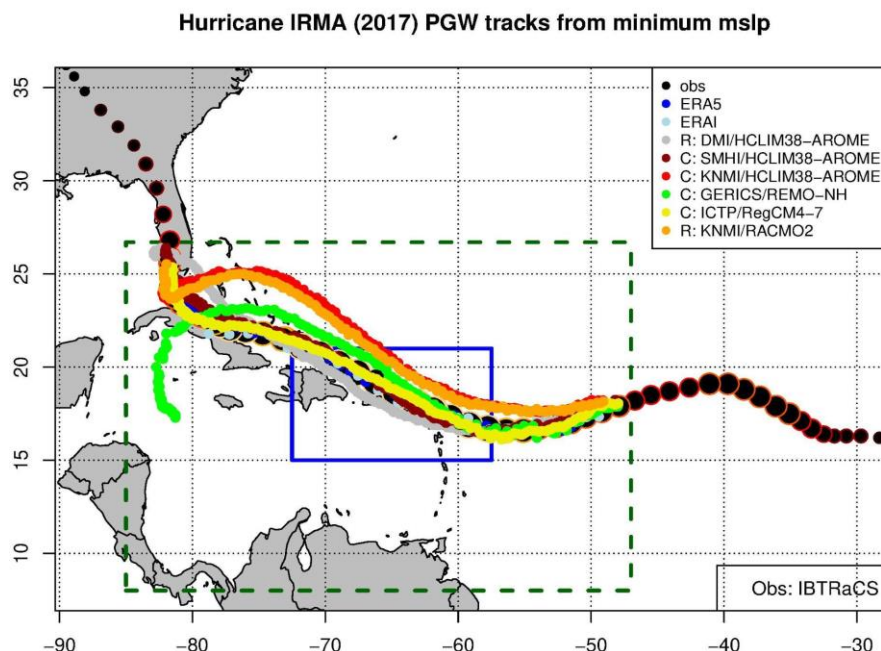 Hurricane IRMA (2017) PGW tracks from minimum mslp
35
30
25
20
15
10
obs
ERA5
ERAI
R: DMI/HCLIM38−AROME
C: SMHI/HCLIM38−AROME
C: KNMI/HCLIM38−AROME
C: GERICS/REMO−NH
C: ICTP/RegCM4−7
R: KNMI/RACMO2
Obs: IBTRaCS
−90 −80 −70 −60 −50 −40 −30